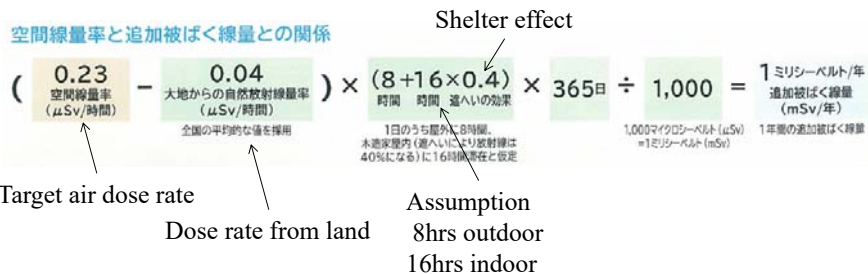 Shelter effect
空間線量率と追加被ばく線量との関係
( 0.23 − 0.04 ) × (8+16×0.4) × 365日 ÷ 1,000 = 1ミリシーベルト/年
空間線量率
(μSv/時間)
大地からの自然放射線量率
(μSv/時間)
時間 時間 遮へいの効果
追加被ばく線量
(mSv/年)
全国の平均的な値を採用
1日のうち屋外に8時間、
木造家屋内(遮へいにより放射線は
40%になる)に16時間滞在と仮定
1,000マイクロシーベルト(μSv)
=1ミリシーベルト(mSv)
1年間の追加被ばく線量
Target air dose rate
Dose rate from land
Assumption
8hrs outdoor
16hrs indoor